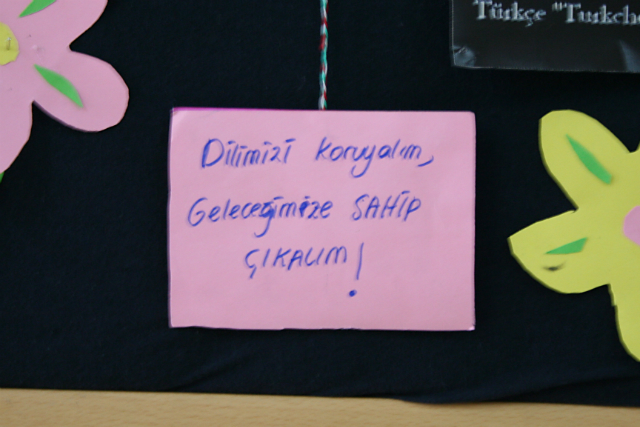 Türkçe "Turkche
Dilimizi koruyalım,
Geleceğimize SAHİP
ÇIKALIM!